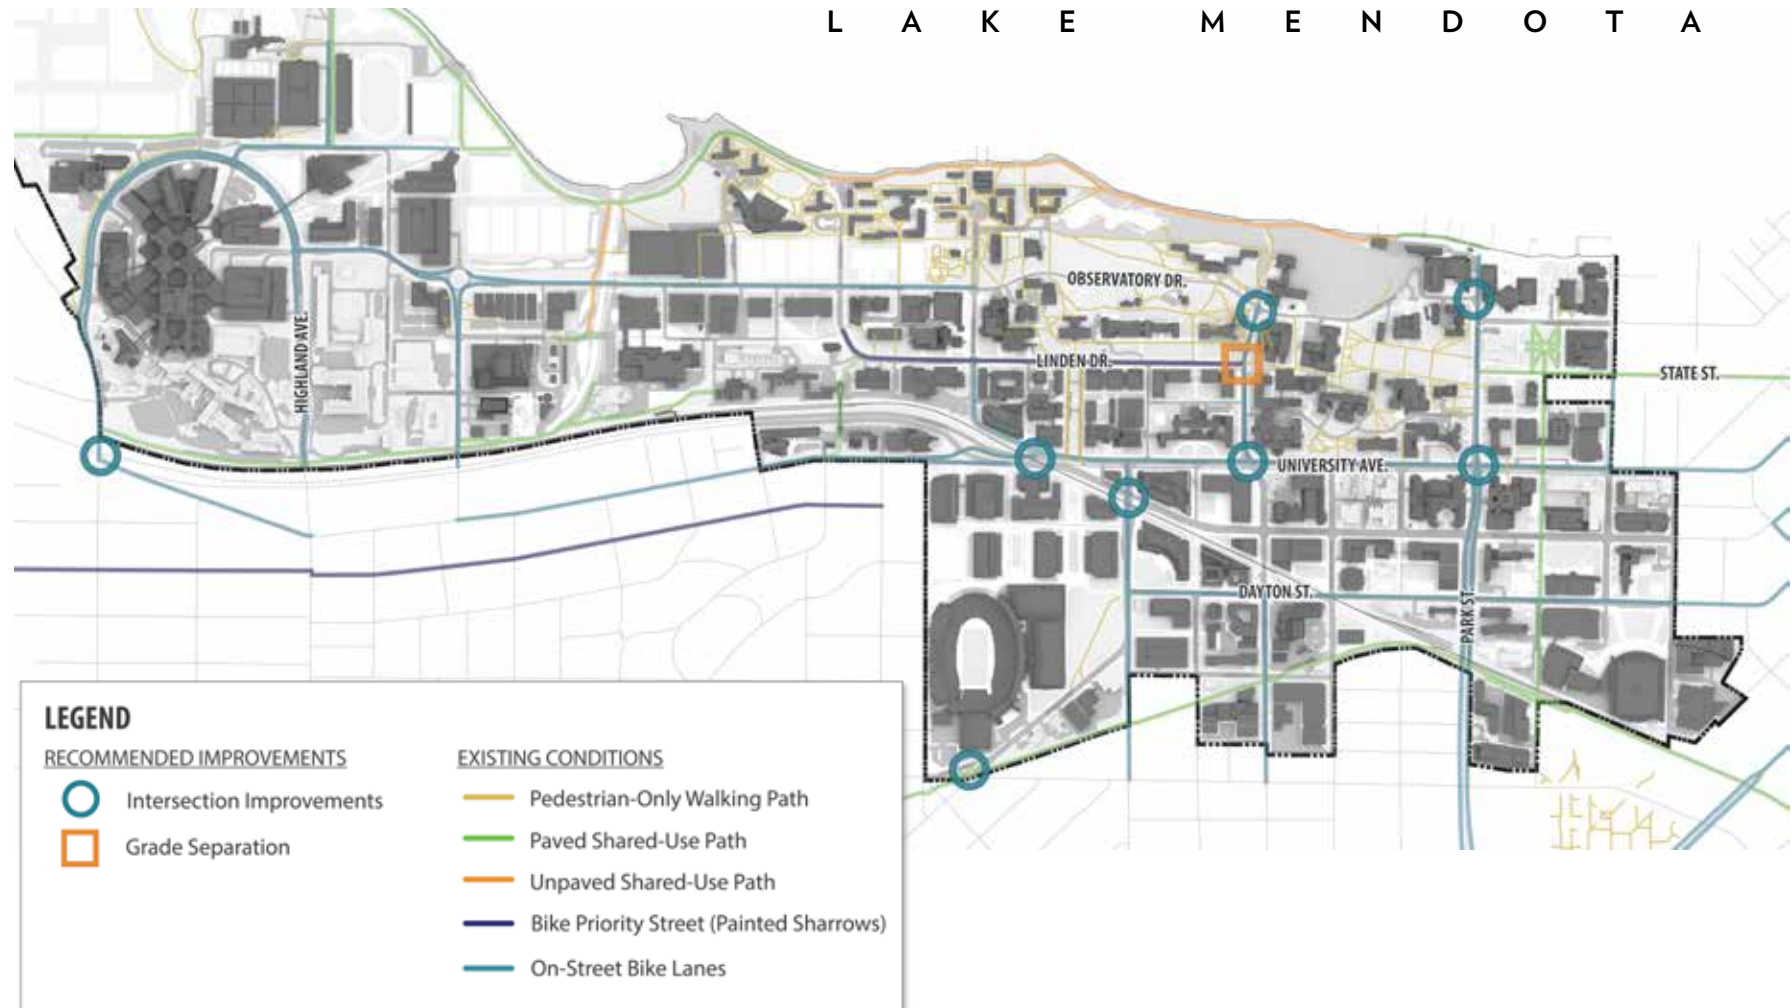 LAKE MENDOTA
OBSERVATORY DR.
HIGHLAND AVE.
LINDEN DR.
STATE ST.
UNIVERSITY AVE.
DAYTON ST.
PARK ST.
LEGEND
RECOMMENDED IMPROVEMENTS
Intersection Improvements
Grade Separation
EXISTING CONDITIONS
Pedestrian-Only Walking Path
Paved Shared-Use Path
Unpaved Shared-Use Path
Bike Priority Street (Painted Sharrows)
On-Street Bike Lanes